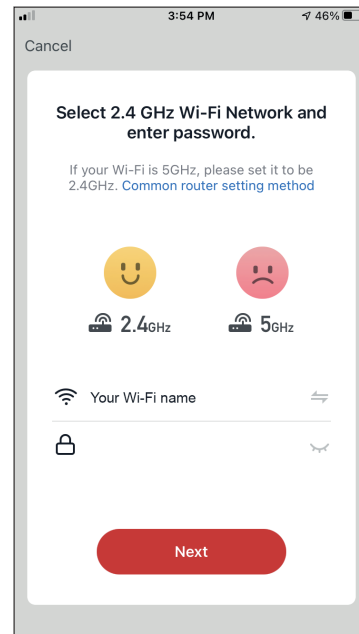 3:54 PM 46%
Cancel
Select 2.4 GHz Wi-Fi Network and
enter password.
If your Wi-Fi is 5GHz, please set it to be
2.4GHz. Common router setting method
2.4GHz 5GHz
Your Wi-Fi name
Next